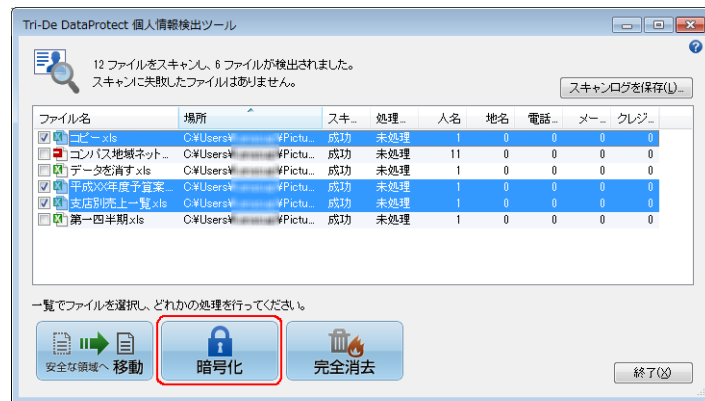 Tri-De DataProtect 個人情報検出ツール
12 ファイルをスキャンし、6 ファイルが検出されました。
スキャンに失敗したファイルはありません。
スキャンログを保存(L)...
ファイル名 場所 スキ... 処理... 人名 地名 電話... メー... クレジ...
コピー.xls C:¥Users¥ ¥Pictu... 成功 未処理 1 0 0 0 0
コンパス地域ネット... C:¥Users¥ ¥Pictu... 成功 未処理 11 0 0 0 0
データを消す.xls C:¥Users¥ ¥Pictu... 成功 未処理 1 0 0 0 0
平成XX年度予算案... C:¥Users¥ ¥Pictu... 成功 未処理 1 0 0 0 0
支店別売上一覧.xls C:¥Users¥ ¥Pictu... 成功 未処理 1 0 0 0 0
第一四半期.xls C:¥Users¥ ¥Pictu... 成功 未処理 1 0 0 0 0
一覧でファイルを選択し、どれかの処理を行ってください。
安全な領域へ 移動
暗号化
完全消去
終了(X)